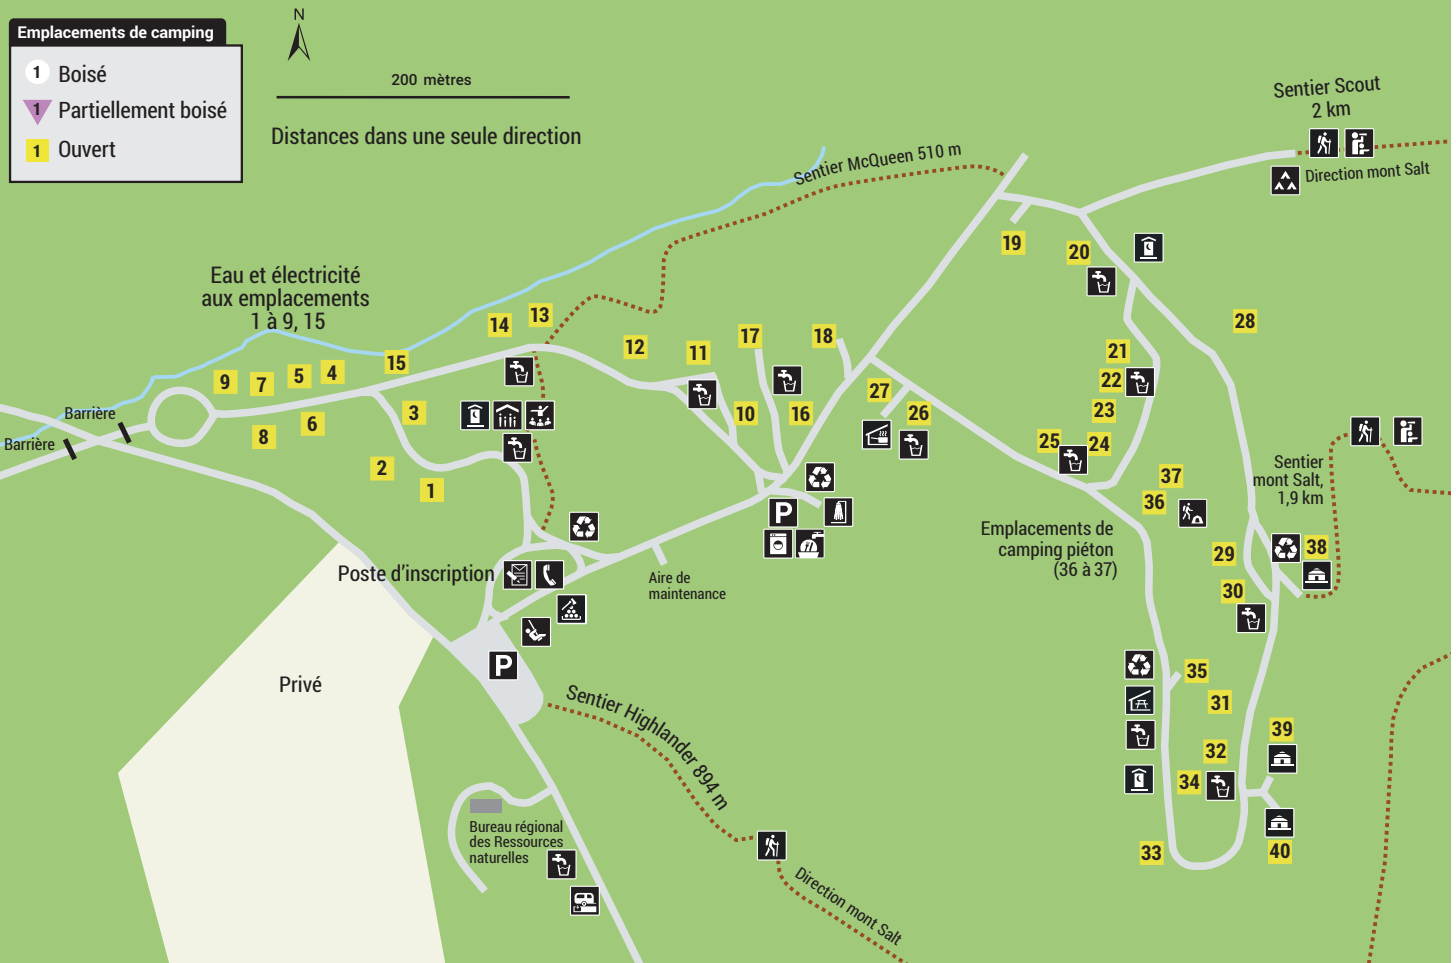 Emplacements de camping
1 Boisé
1 Partiellement boisé
1 Ouvert
N
200 mètres
Distances dans une seule direction
Sentier Scout
2 km
Direction mont Salt
Sentier McQueen 510 m
19
20
28
Eau et électricité
aux emplacements
1 à 9, 15
14
13
12
11
17
18
21
22
23
24
25
15
9
7
5
4
3
6
8
2
1
10
16
27
26
Barrière
Barrière
37
36
Sentier
mont Salt,
1,9 km
Emplacements de
camping piéton
(36 à 37)
29
38
30
Poste d'inscription
Aire de
maintenance
P
P
Privé
35
31
39
32
34
33
40
Sentier Highlander 894 m
Bureau régional
des Ressources
naturelles
Direction mont Salt